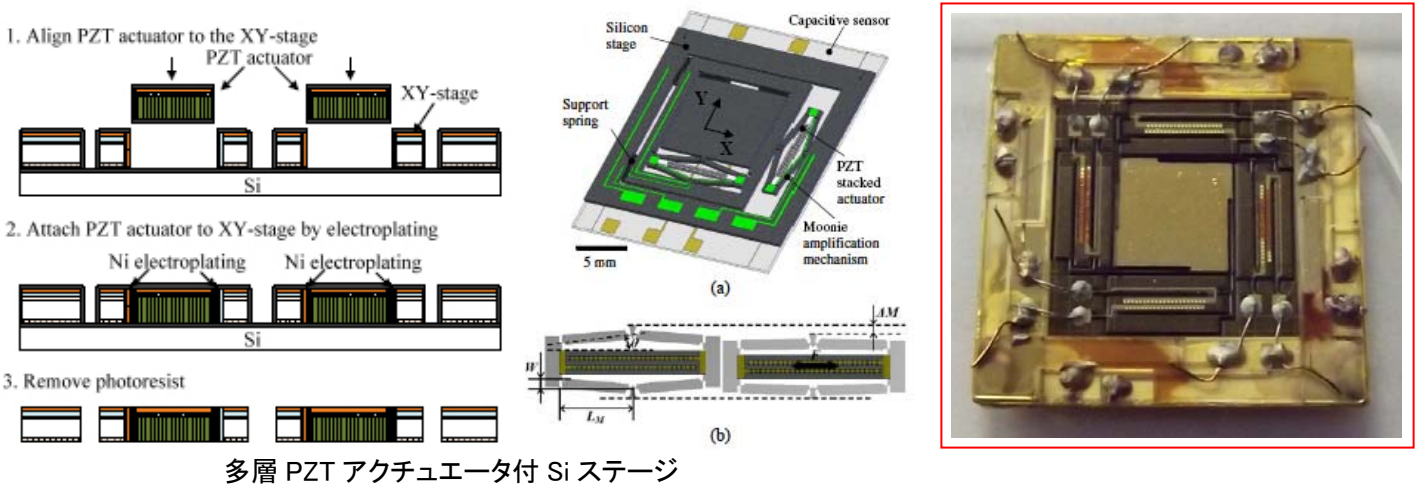 1. Align PZT actuator to the XY-stage
PZT actuator
XY-stage
Si
2. Attach PZT actuator to XY-stage by electroplating
Ni electroplating Ni electroplating
Si
3. Remove photoresist
Silicon
stage
Capacitive sensor
Support
spring
Y
X
PZT
stacked
actuator
Moonie
amplification
mechanism
5 mm
(a)
ΔM
θ
F
W
L_M
(b)
多層 PZT アクチュエータ付 Si ステージ